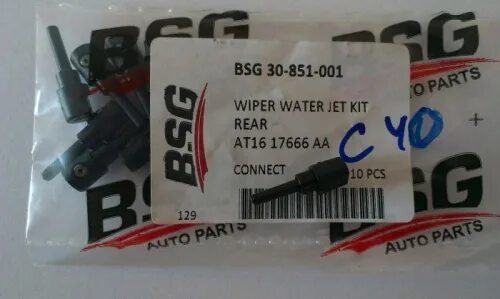 BSG
BSG
BSG 30-851-001
WIPER WATER JET KIT
REAR
AT16 17666 AA
CONNECT
10 PCS
129
C 40
BSG
AUTO PARTS
BSG
AUTO PARTS
BSG
AUTO PARTS